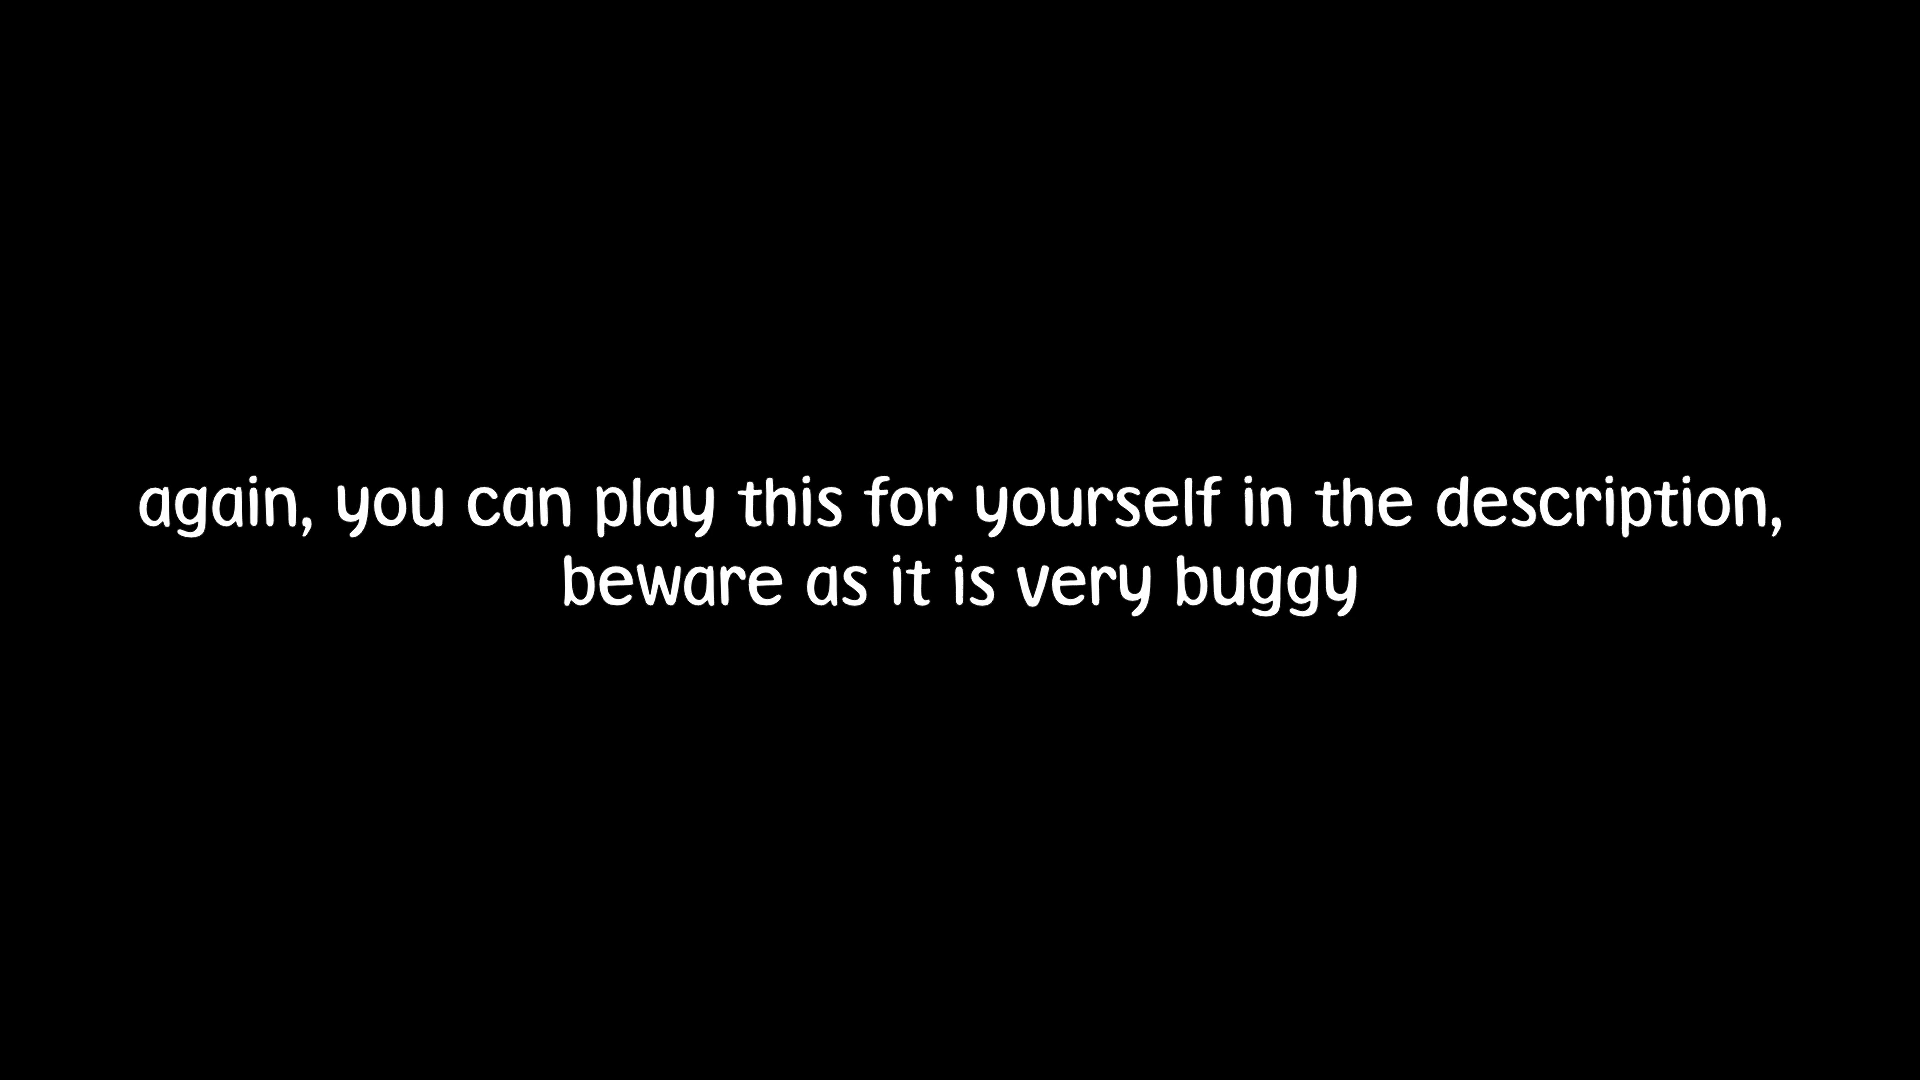 again, you can play this for yourself in the description,
beware as it is very buggy